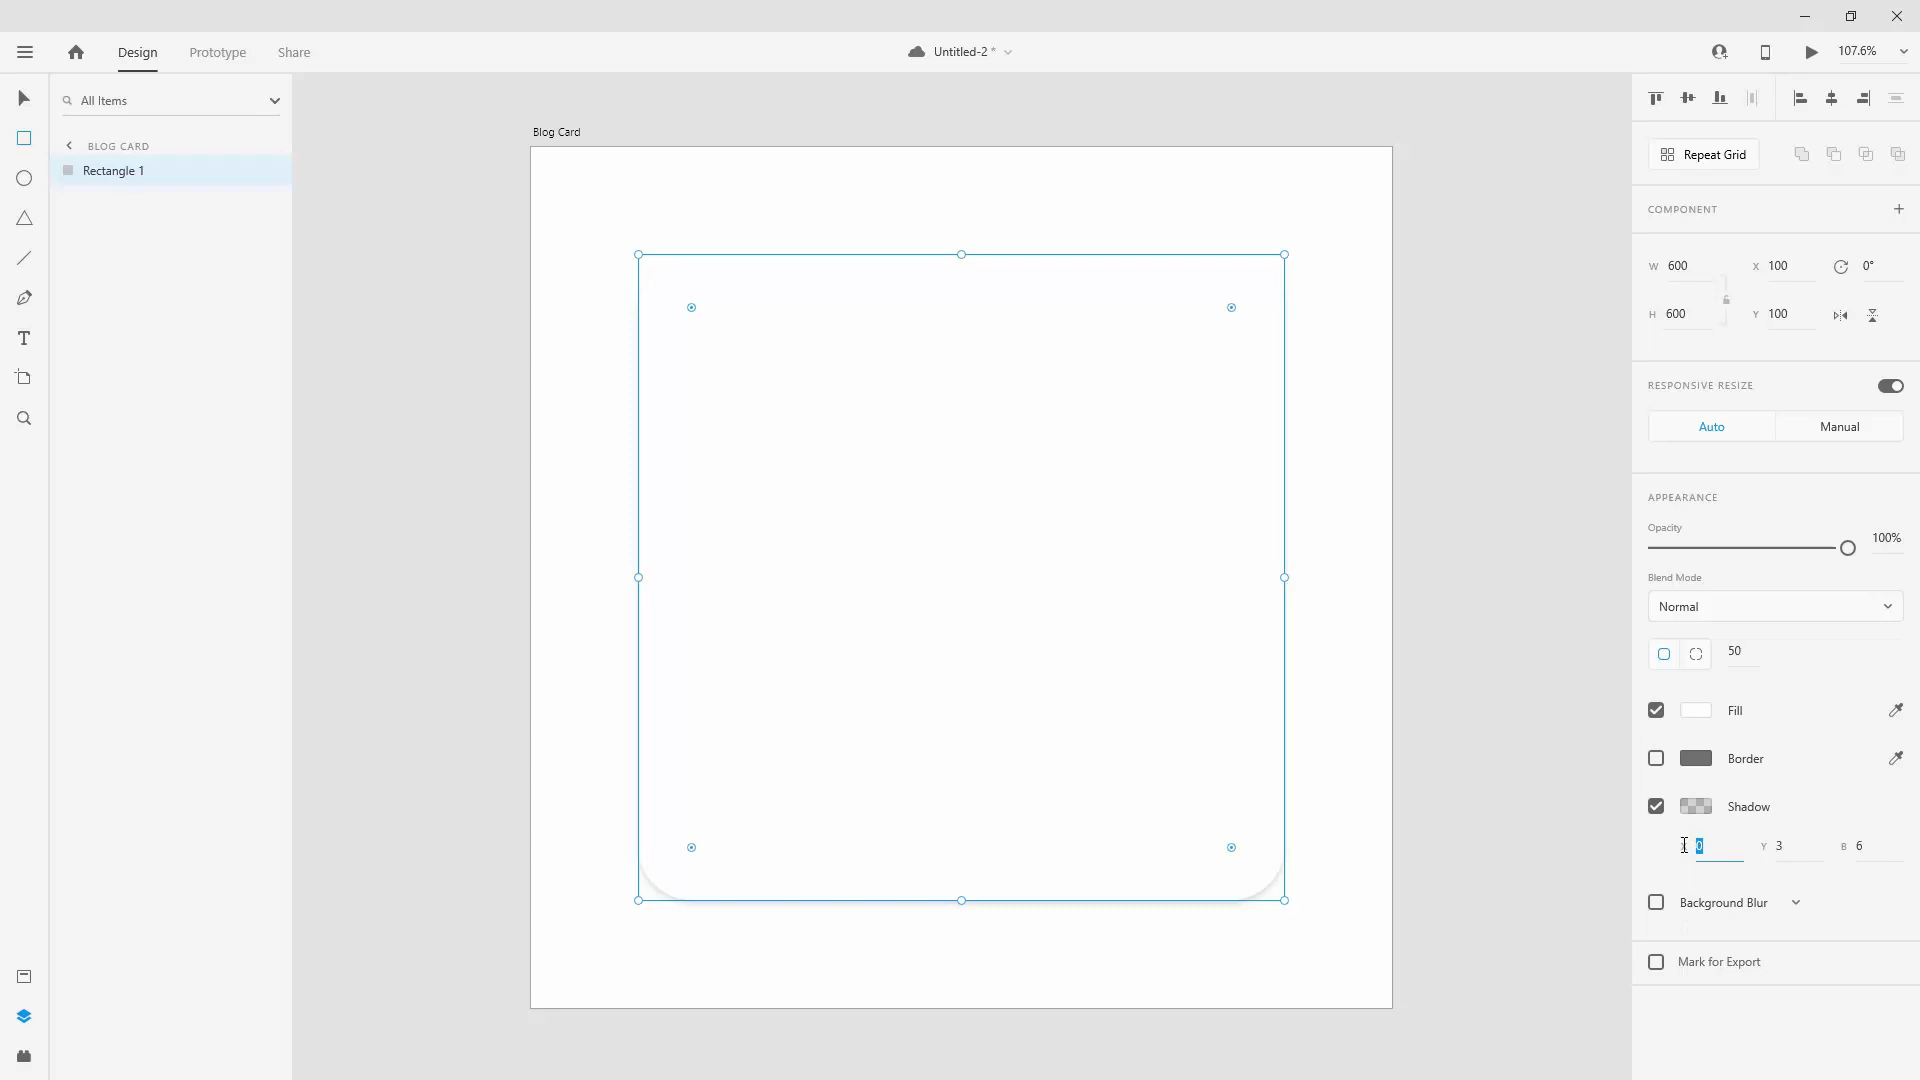 Design Prototype Share
Untitled-2 *
107.6%
All Items
BLOG CARD
Rectangle 1
Blog Card
Repeat Grid
COMPONENT
W 600 X 100 0°
H 600 Y 100
RESPONSIVE RESIZE
Auto Manual
APPEARANCE
Opacity
100%
Blend Mode
Normal
50
Fill
Border
Shadow
0 Y 3 B 6
Background Blur
Mark for Export